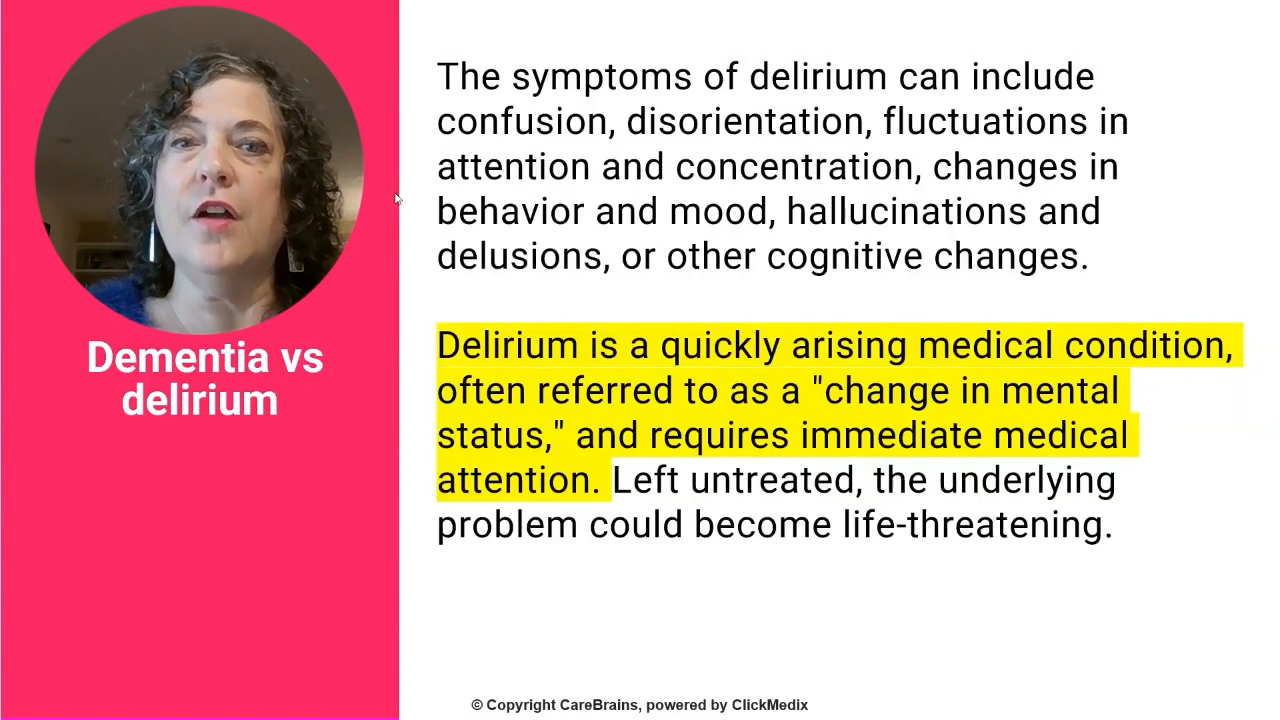 Dementia vs
delirium
The symptoms of delirium can include
confusion, disorientation, fluctuations in
attention and concentration, changes in
behavior and mood, hallucinations and
delusions, or other cognitive changes.
Delirium is a quickly arising medical condition,
often referred to as a "change in mental
status," and requires immediate medical
attention. Left untreated, the underlying
problem could become life-threatening.
© Copyright CareBrains, powered by ClickMedix